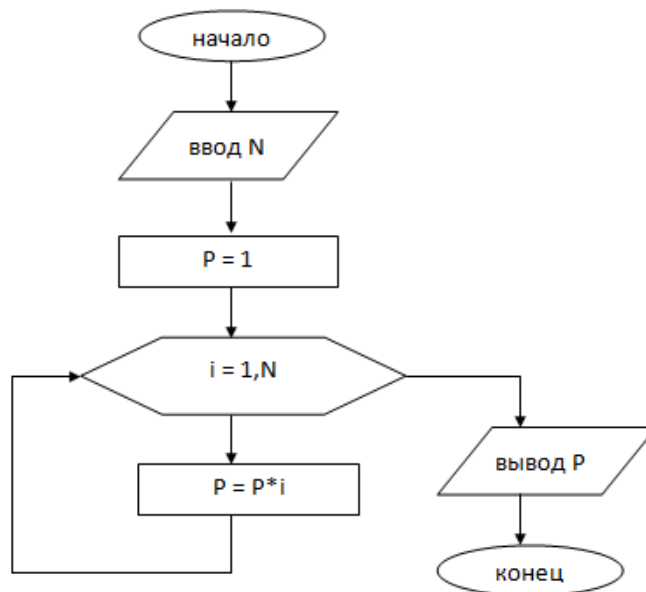 начало
ввод N
P = 1
i = 1,N
P = P*i
вывод P
конец